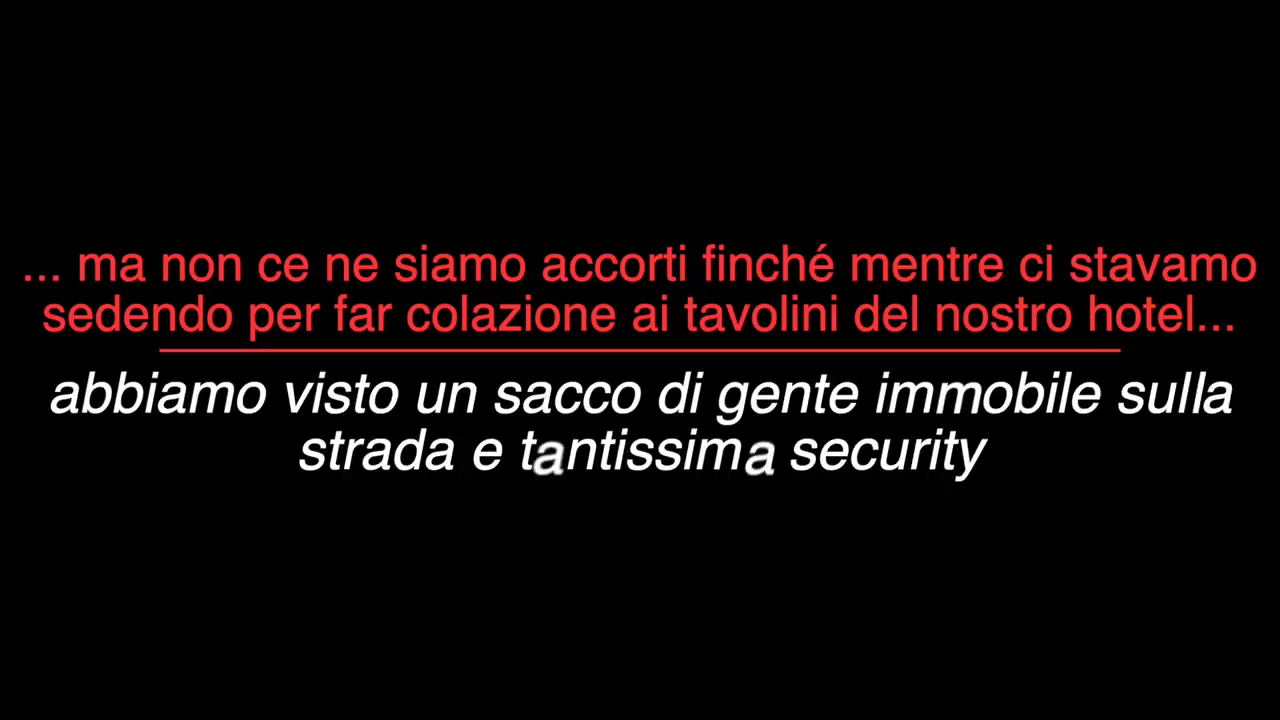 ... ma non ce ne siamo accorti finché mentre ci stavamo
sedendo per far colazione ai tavolini del nostro hotel...
abbiamo visto un sacco di gente immobile sulla
strada e tantissima security